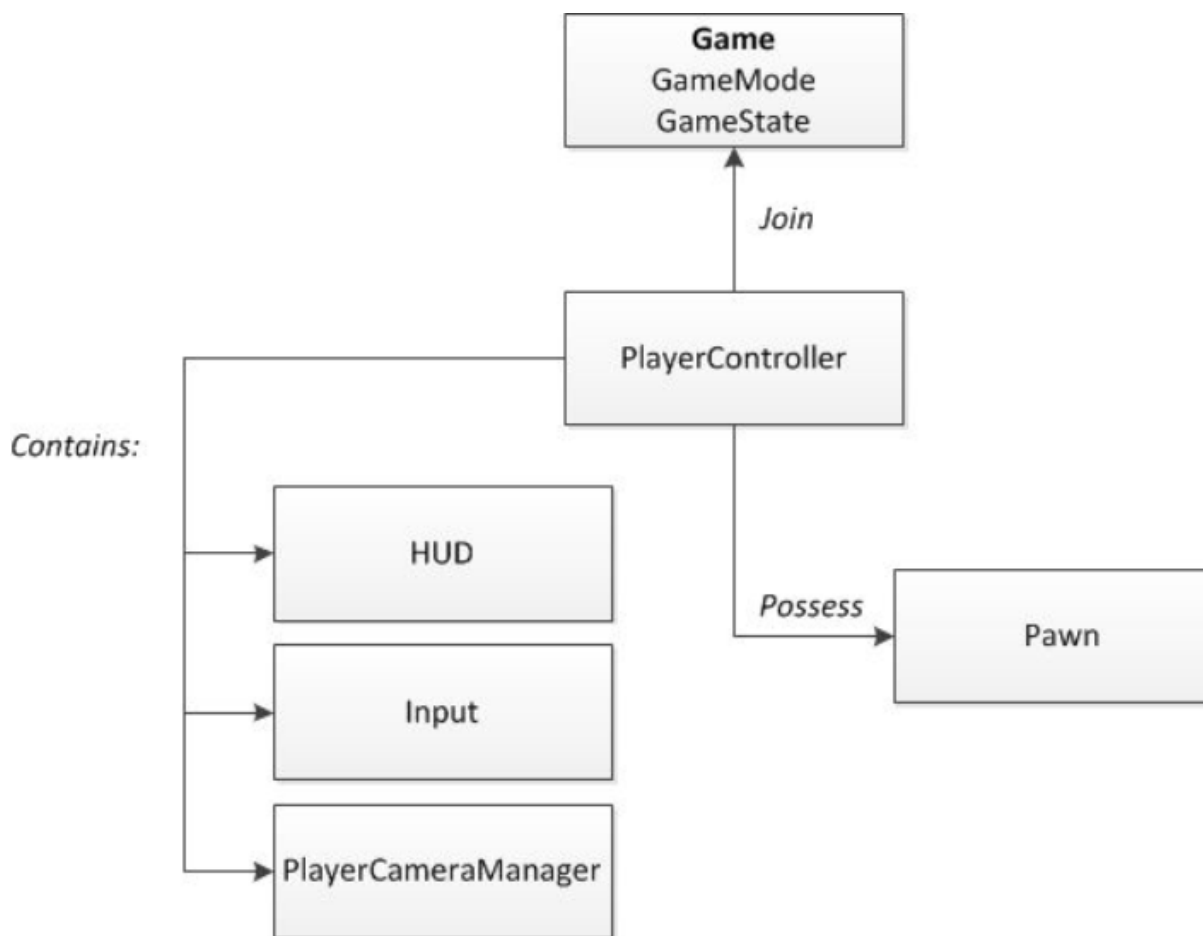 Game
GameMode
GameState
Join
PlayerController
Contains:
HUD
Possess
Pawn
Input
PlayerCameraManager